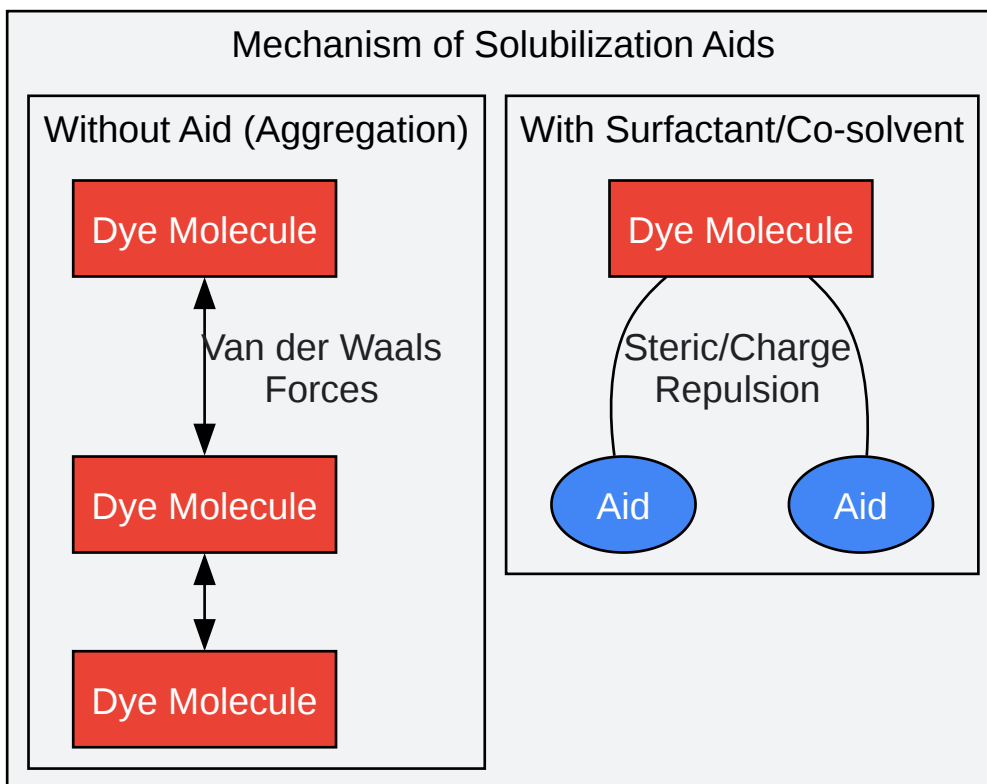 Mechanism of Solubilization Aids
Without Aid (Aggregation)
Dye Molecule
Van der Waals
Forces
Dye Molecule
Dye Molecule
With Surfactant/Co-solvent
Dye Molecule
Steric/Charge
Repulsion
Aid
Aid